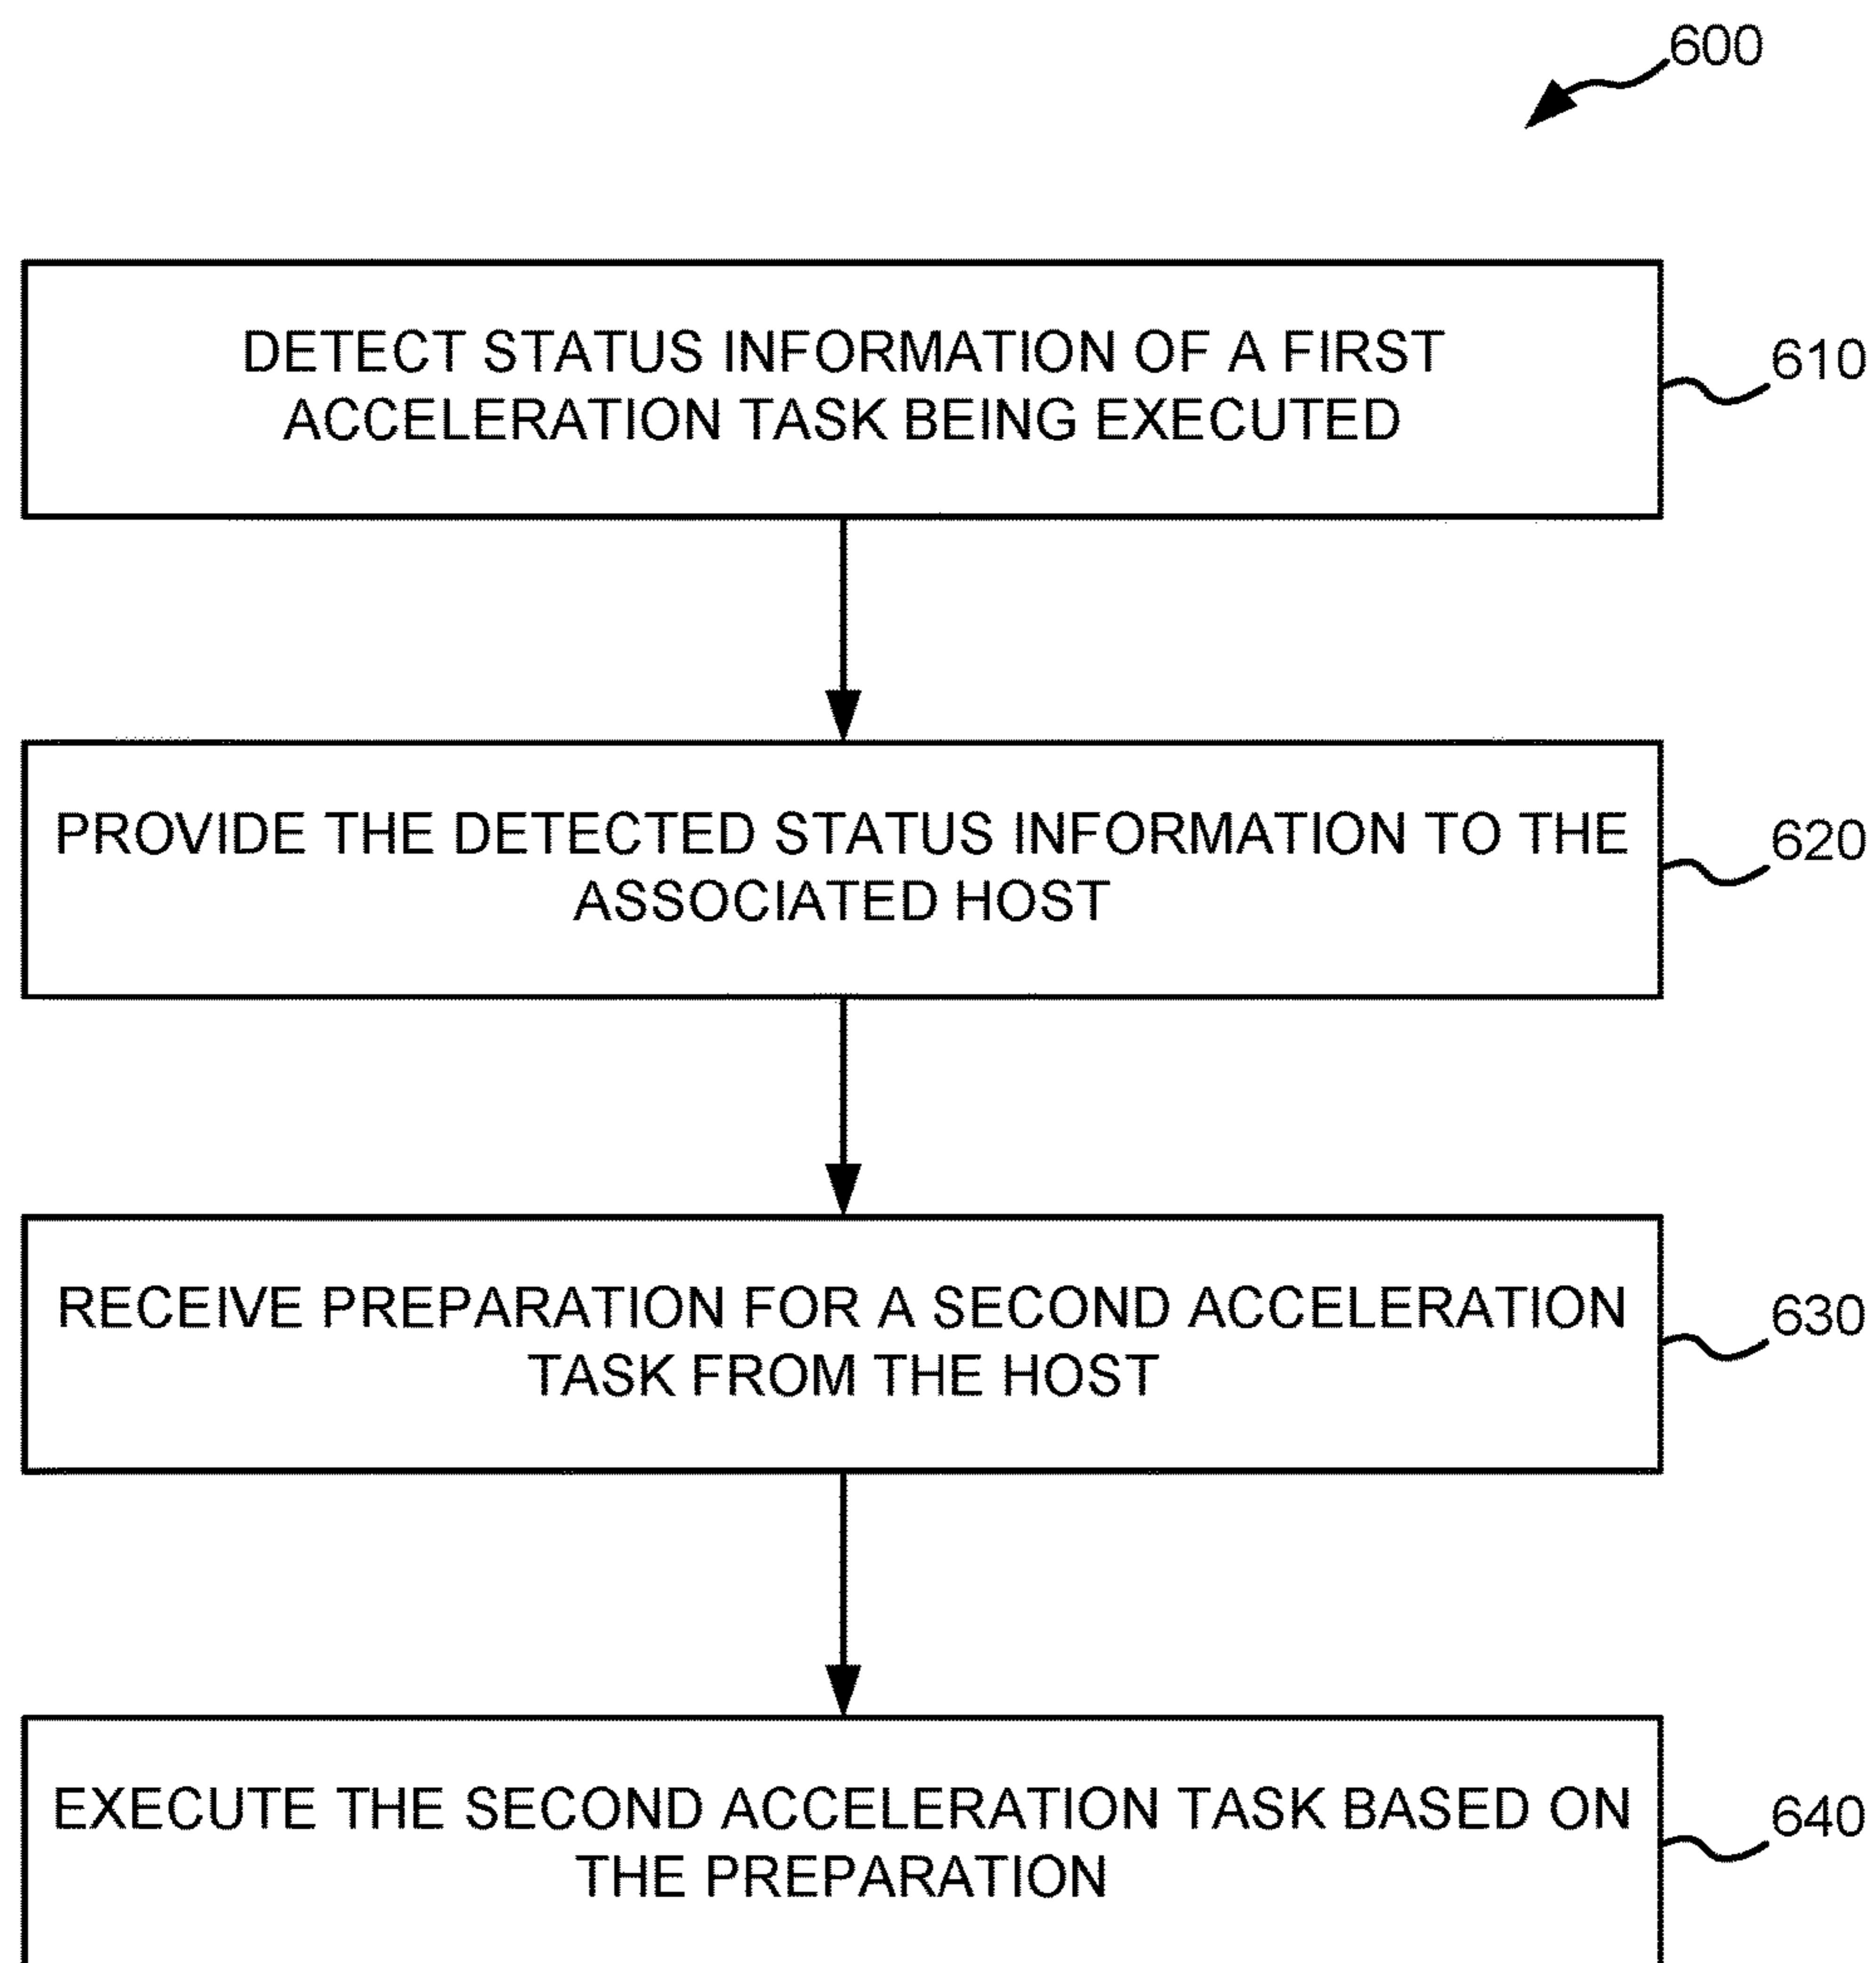 600
DETECT STATUS INFORMATION OF A FIRST
ACCELERATION TASK BEING EXECUTED
610
PROVIDE THE DETECTED STATUS INFORMATION TO THE
ASSOCIATED HOST
620
RECEIVE PREPARATION FOR A SECOND ACCELERATION
TASK FROM THE HOST
630
EXECUTE THE SECOND ACCELERATION TASK BASED ON
THE PREPARATION
640